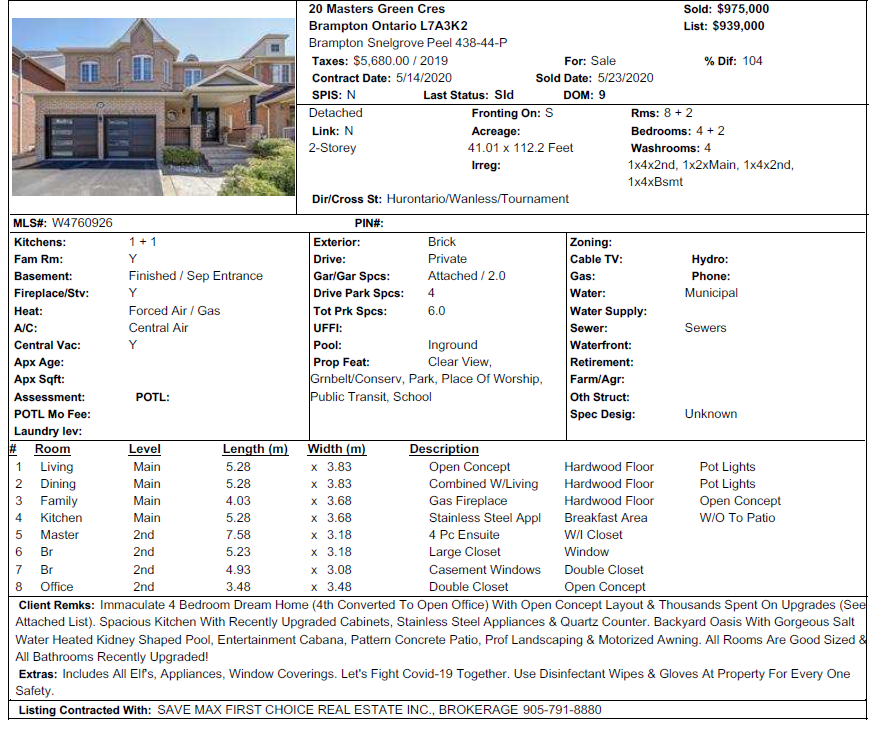 20 Masters Green Cres Sold: $975,000
Brampton Ontario L7A3K2 List: $939,000
Brampton Snelgrove Peel 438-44-P
Taxes: $5,680.00 / 2019 For: Sale % Dif: 104
Contract Date: 5/14/2020 Sold Date: 5/23/2020
SPIS: N Last Status: Sld DOM: 9
Detached Fronting On: S Rms: 8 + 2
Link: N Acreage: Bedrooms: 4 + 2
2-Storey 41.01 x 112.2 Feet Washrooms: 4
Irreg: 1x4x2nd, 1x2xMain, 1x4x2nd,
1x4xBsmt
Dir/Cross St: Hurontario/Wanless/Tournament
MLS#: W4760926 PIN#:
Kitchens: 1 + 1 Exterior: Brick Zoning:
Fam Rm: Y Drive: Private Cable TV: Hydro:
Basement: Finished / Sep Entrance Gar/Gar Spcs: Attached / 2.0 Gas: Phone:
Fireplace/Stv: Y Drive Park Spcs: 4 Water: Municipal
Heat: Forced Air / Gas Tot Prk Spcs: 6.0 Water Supply:
A/C: Central Air UFFI: Sewer: Sewers
Central Vac: Y Pool: Inground Waterfront:
Apx Age: Prop Feat: Clear View, Retirement:
Apx Sqft: Grnbelt/Conserv, Park, Place Of Worship, Farm/Agr:
Assessment: POTL: Public Transit, School Oth Struct:
POTL Mo Fee: Spec Desig: Unknown
Laundry lev:
# Room Level Length (m) Width (m) Description
1 Living Main 5.28 x 3.83 Open Concept Hardwood Floor Pot Lights
2 Dining Main 5.28 x 3.83 Combined W/Living Hardwood Floor Pot Lights
3 Family Main 4.03 x 3.68 Gas Fireplace Hardwood Floor Open Concept
4 Kitchen Main 5.28 x 3.68 Stainless Steel Appl Breakfast Area W/O To Patio
5 Master 2nd 7.58 x 3.18 4 Pc Ensuite W/I Closet
6 Br 2nd 5.23 x 3.18 Large Closet Window
7 Br 2nd 4.93 x 3.08 Casement Windows Double Closet
8 Office 2nd 3.48 x 3.48 Double Closet Open Concept
Client Remks: Immaculate 4 Bedroom Dream Home (4th Converted To Open Office) With Open Concept Layout & Thousands Spent On Upgrades (See
Attached List). Spacious Kitchen With Recently Upgraded Cabinets, Stainless Steel Appliances & Quartz Counter. Backyard Oasis With Gorgeous Salt
Water Heated Kidney Shaped Pool, Entertainment Cabana, Pattern Concrete Patio, Prof Landscaping & Motorized Awning. All Rooms Are Good Sized &
All Bathrooms Recently Upgraded!
Extras: Includes All Elf's, Appliances, Window Coverings. Let's Fight Covid-19 Together. Use Disinfectant Wipes & Gloves At Property For Every One
Safety.
Listing Contracted With: SAVE MAX FIRST CHOICE REAL ESTATE INC., BROKERAGE 905-791-8880